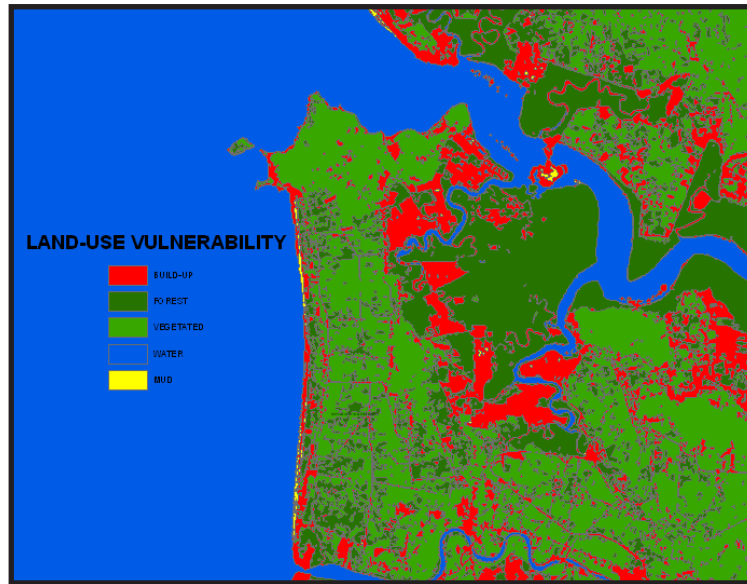 LAND-USE VULNERABILITY
BUILD-UP
FOREST
VEGETATED
WATER
MUD